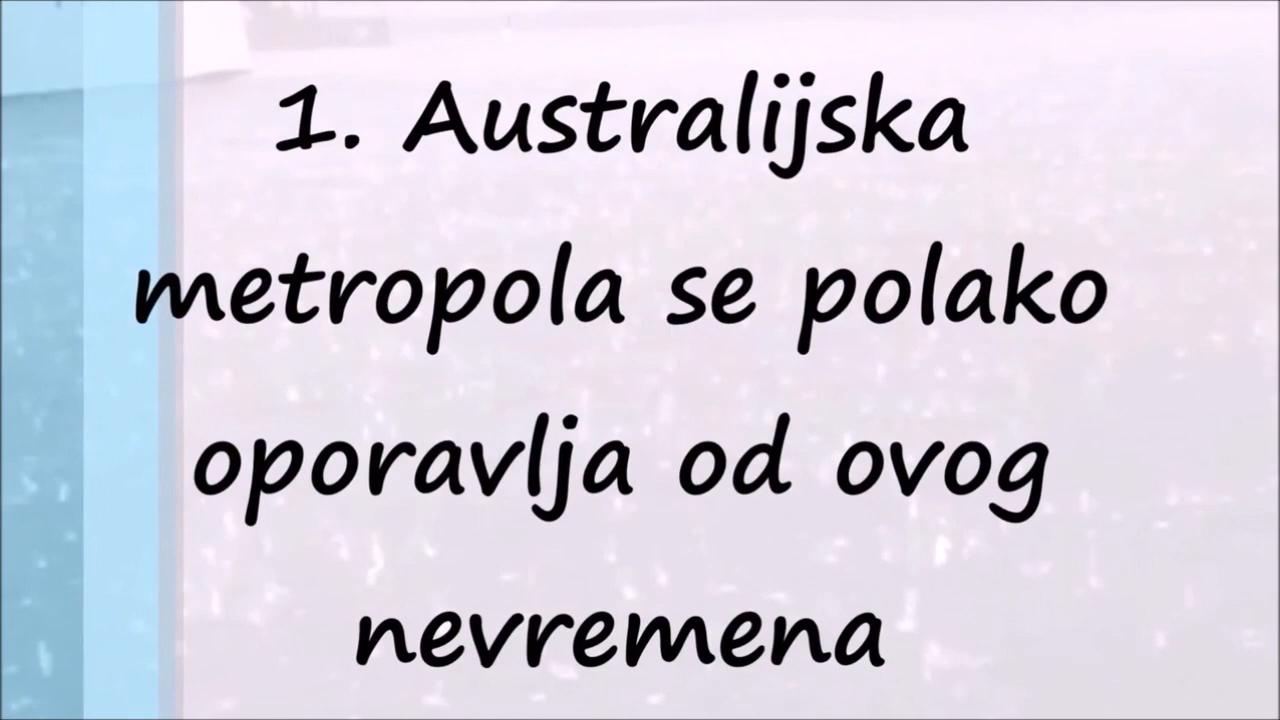 1. Australijska
metropola se polako
oporavlja od ovog
nevremena